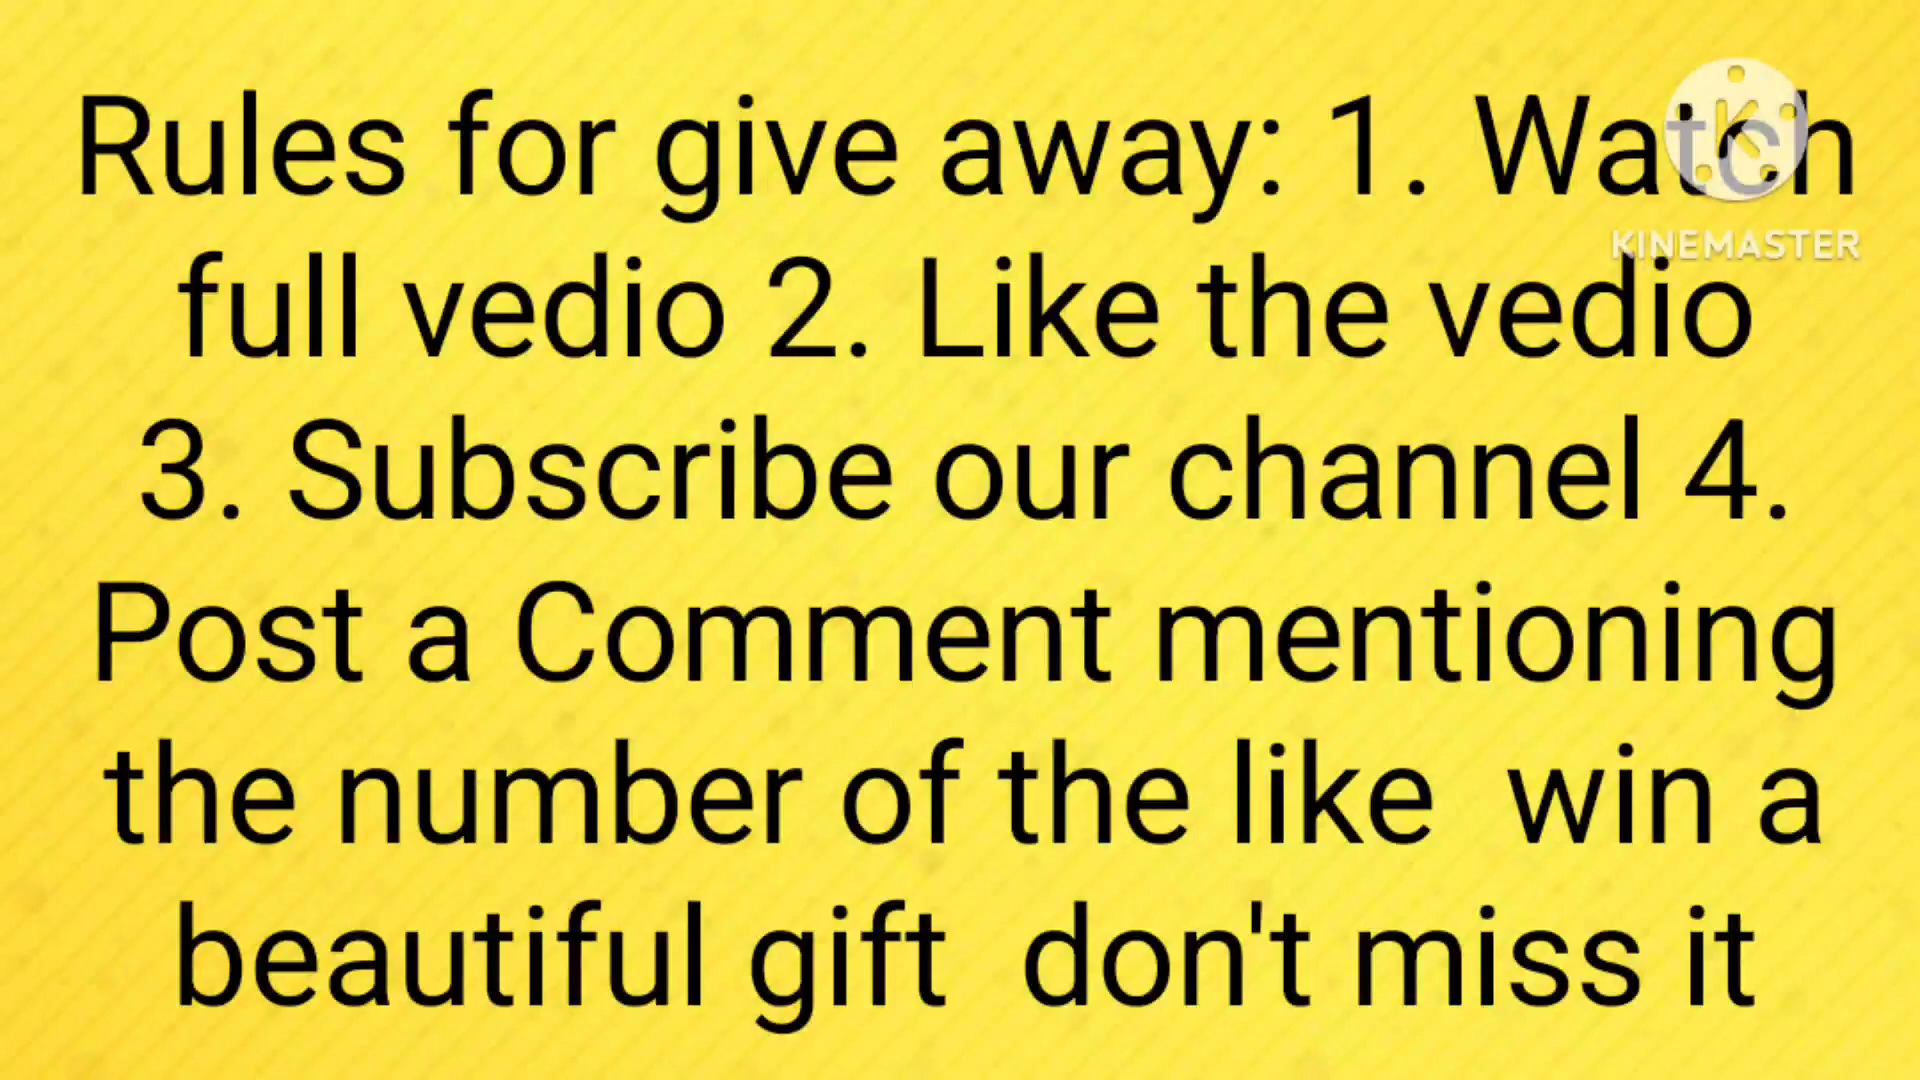 Rules for give away: 1. Watch
KINEMASTER
full vedio 2. Like the vedio
3. Subscribe our channel 4.
Post a Comment mentioning
the number of the like  win a
beautiful gift  don't miss it